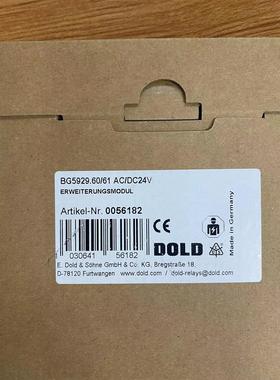 BG5929.60/61 AC/DC24V
ERWEITERUNGSMODUL
Artikel-Nr. 0056182
030641 56182
DOLD
Made in Germany
E. Dold & Söhne GmbH & Co. KG, Bregstraße 18,
D-78120 Furtwangen www.dold.com / dold-relays@dold.com